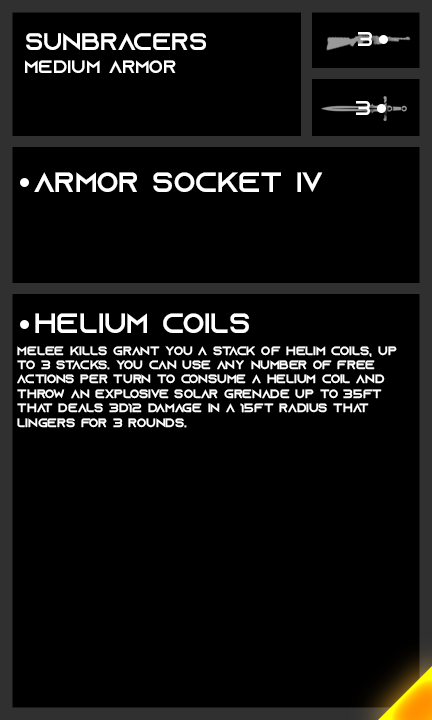 SUNBRACERS
MEDIUM ARMOR
3•
3•
•ARMOR SOCKET IV
•HELIUM COILS
MELEE KILLS GRANT YOU A STACK OF HELIM COILS, UP
TO 3 STACKS. YOU CAN USE ANY NUMBER OF FREE
ACTIONS PER TURN TO CONSUME A HELIUM COIL AND
THROW AN EXPLOSIVE SOLAR GRENADE UP TO 35FT
THAT DEALS 3D12 DAMAGE IN A 15FT RADIUS THAT
LINGERS FOR 3 ROUNDS.